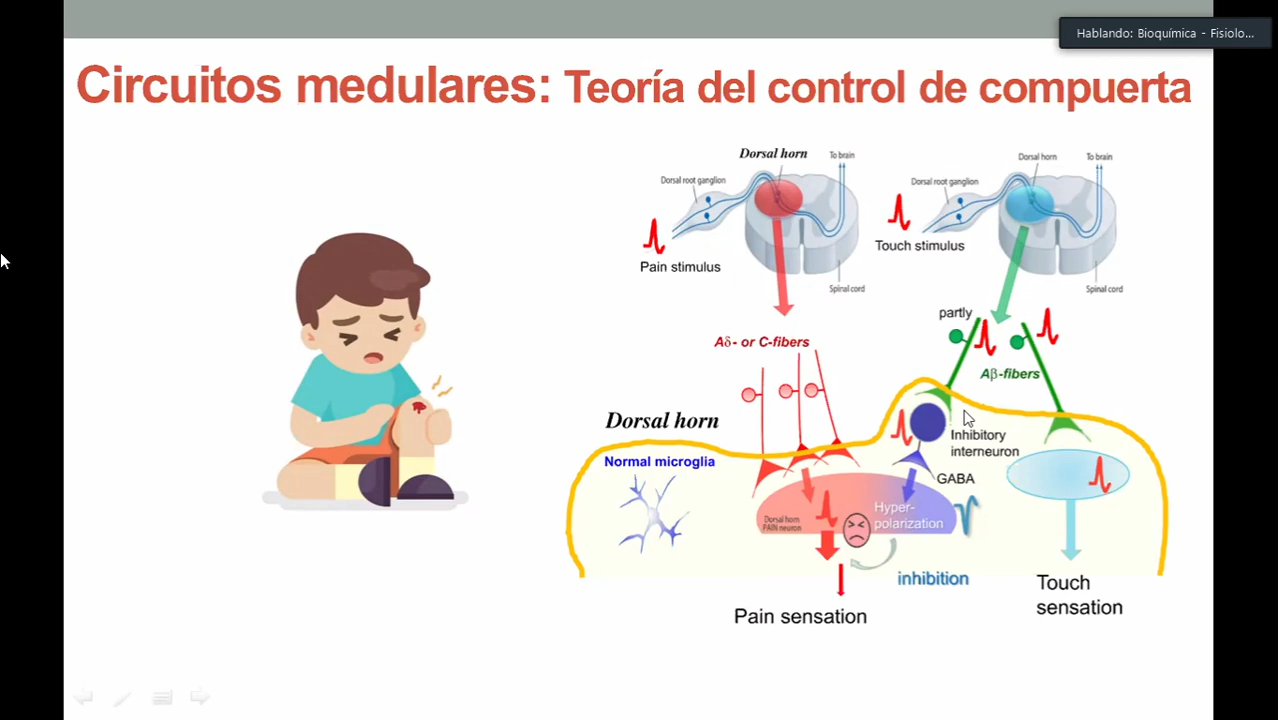 Hablando: Bioquímica - Fisiolo...
Circuitos medulares: Teoría del control de compuerta
Dorsal horn
To brain
Dorsal root ganglion
Pain stimulus
Spinal cord
Dorsal horn
To brain
Dorsal root ganglion
Touch stimulus
Spinal cord
partly
Aδ- or C-fibers
Aβ-fibers
Dorsal horn
Normal microglia
Inhibitory
interneuron
GABA
Dorsal horn
PAIN neuron
Hyper-
polarization
inhibition
Pain sensation
Touch
sensation